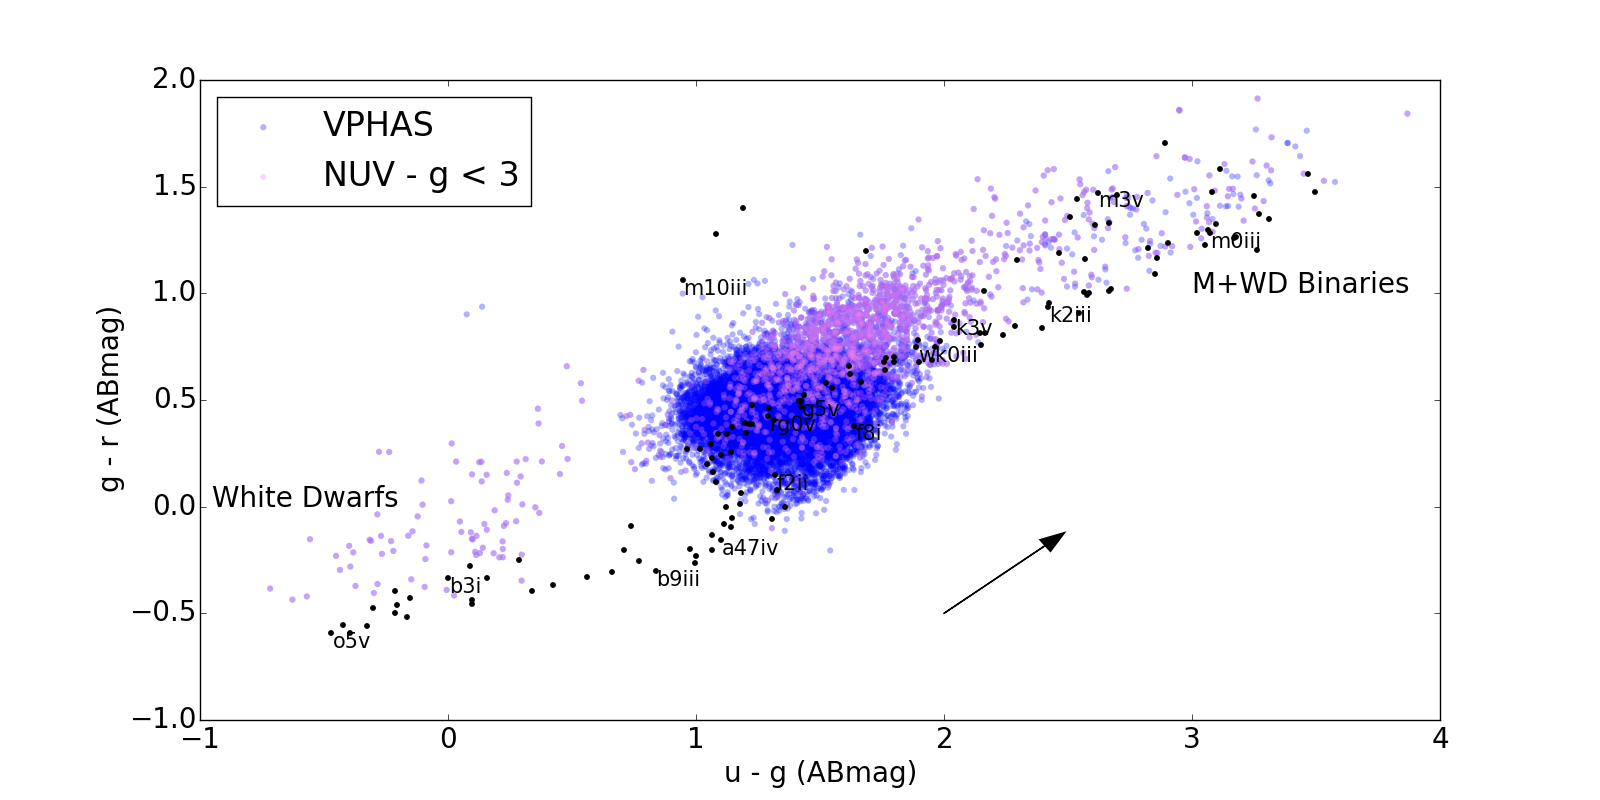 2.0
1.5
1.0
0.5
0.0
−0.5
−1.0
g - r (ABmag)
VPHAS
NUV - g < 3
m3v
m0iii
M+WD Binaries
m10iii
k2iii
k3v
wk0iii
g5v
rg0v
f8i
f2ii
White Dwarfs
a47iv
b9iii
b3i
o5v
−1 0 1 2 3 4
u - g (ABmag)